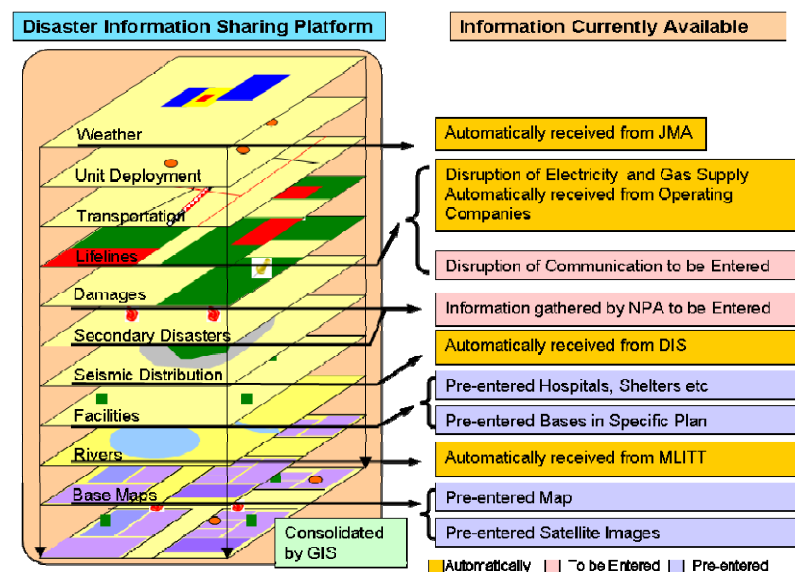 Disaster Information Sharing Platform
Information Currently Available
Weather
Unit Deployment
Transportation
Lifelines
Damages
Secondary Disasters
Seismic Distribution
Facilities
Rivers
Base Maps
Consolidated
by GIS
Automatically received from JMA
Disruption of Electricity and Gas Supply
Automatically received from Operating
Companies
Disruption of Communication to be Entered
Information gathered by NPA to be Entered
Automatically received from DIS
Pre-entered Hospitals, Shelters etc
Pre-entered Bases in Specific Plan
Automatically received from MLITT
Pre-entered Map
Pre-entered Satellite Images
Automatically
To be Entered
Pre-entered